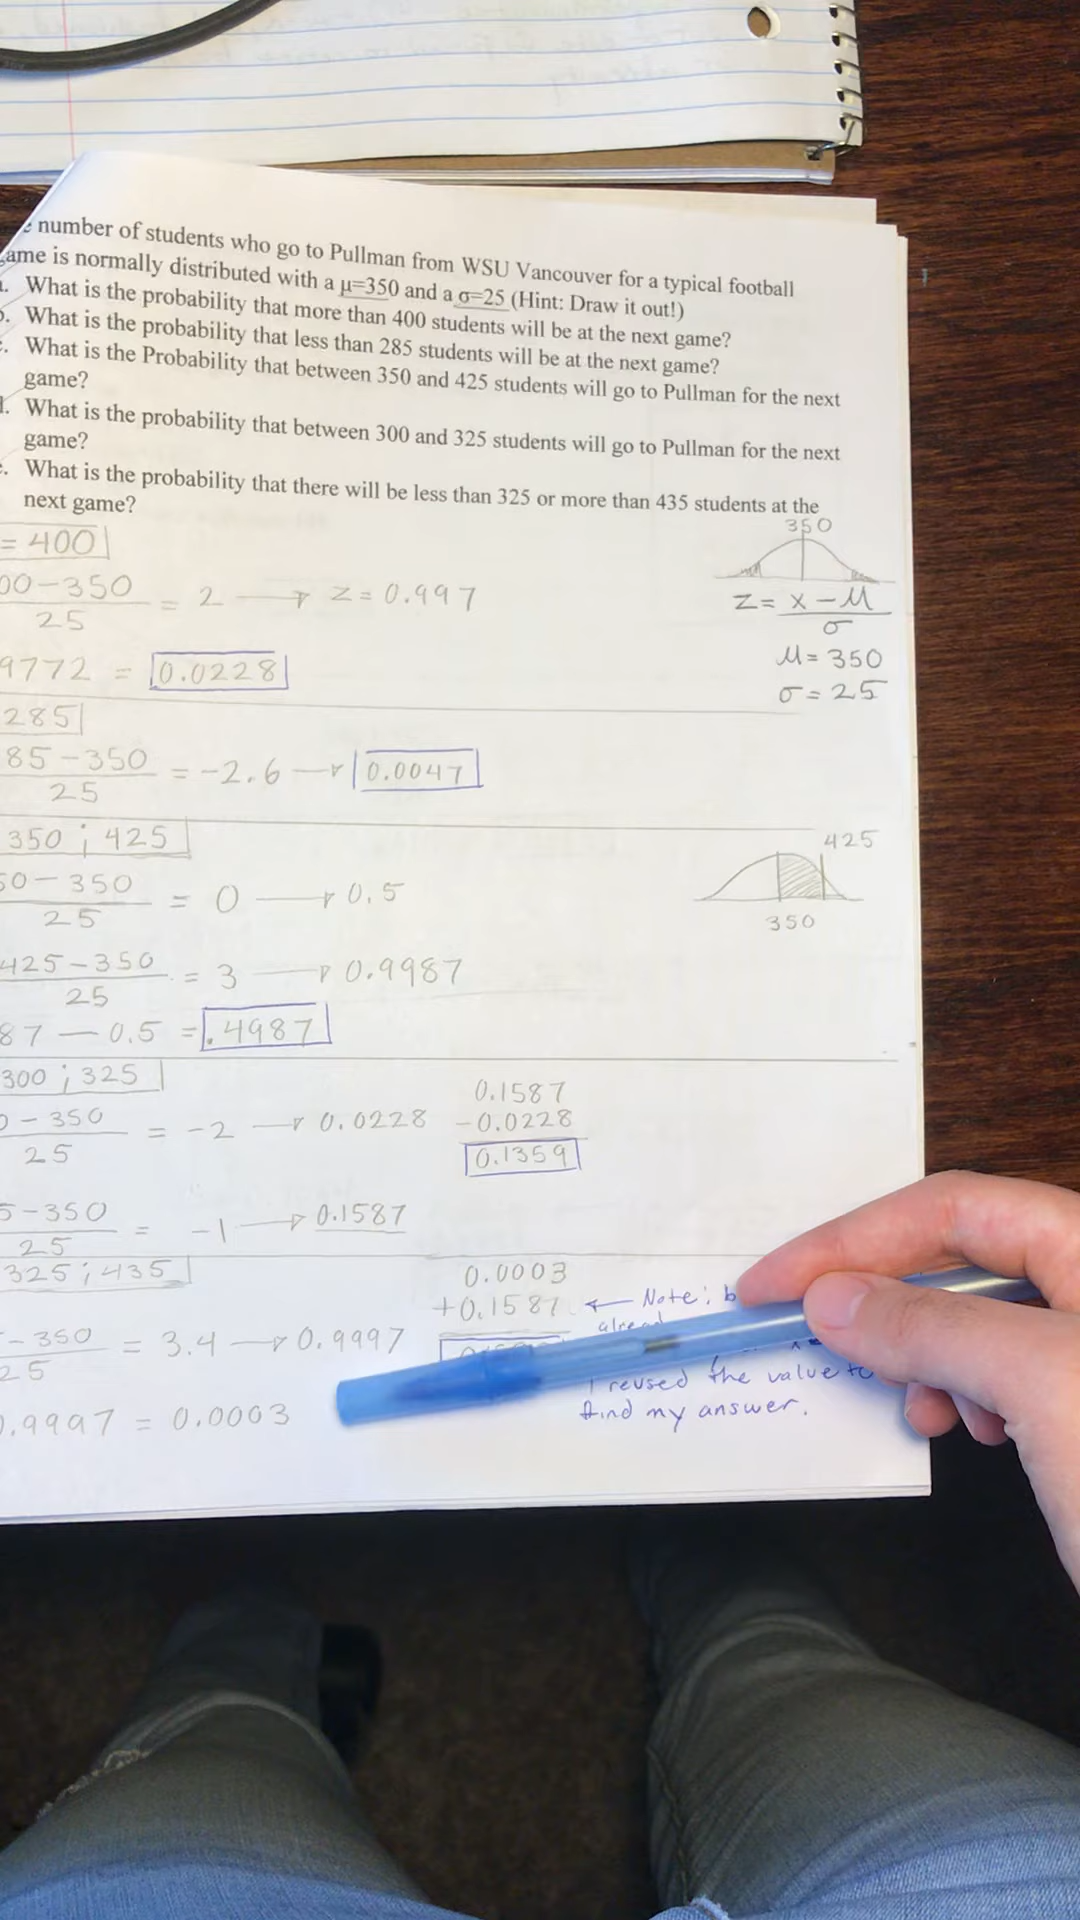 number of students who go to Pullman from WSU Vancouver for a typical football
game is normally distributed with a μ=350 and a σ=25 (Hint: Draw it out!)
. What is the probability that more than 400 students will be at the next game?
. What is the probability that less than 285 students will be at the next game?
. What is the Probability that between 350 and 425 students will go to Pullman for the next
game?
. What is the probability that between 300 and 325 students will go to Pullman for the next
game?
. What is the probability that there will be less than 325 or more than 435 students at the
next game?
350
= 400
00-350
25
= 2 → z = 0.997
z = x - μ
σ
μ = 350
σ = 25
9772 = 0.0228
285
85-350
25
= -2.6 → 0.0047
350 ; 425
50-350
25
= 0 → 0.5
425
350
425-350
25
= 3 → 0.9987
87 - 0.5 = .4987
300 ; 325
0-350
25
= -2 → 0.0228
0.1587
-0.0228
0.1359
5-350
25
= -1 → 0.1587
325 ; 435
-350
25
= 3.4 → 0.9997
0.0003
+0.1587 ← Note:
I reused the value to
find my answer.
.9997 = 0.0003